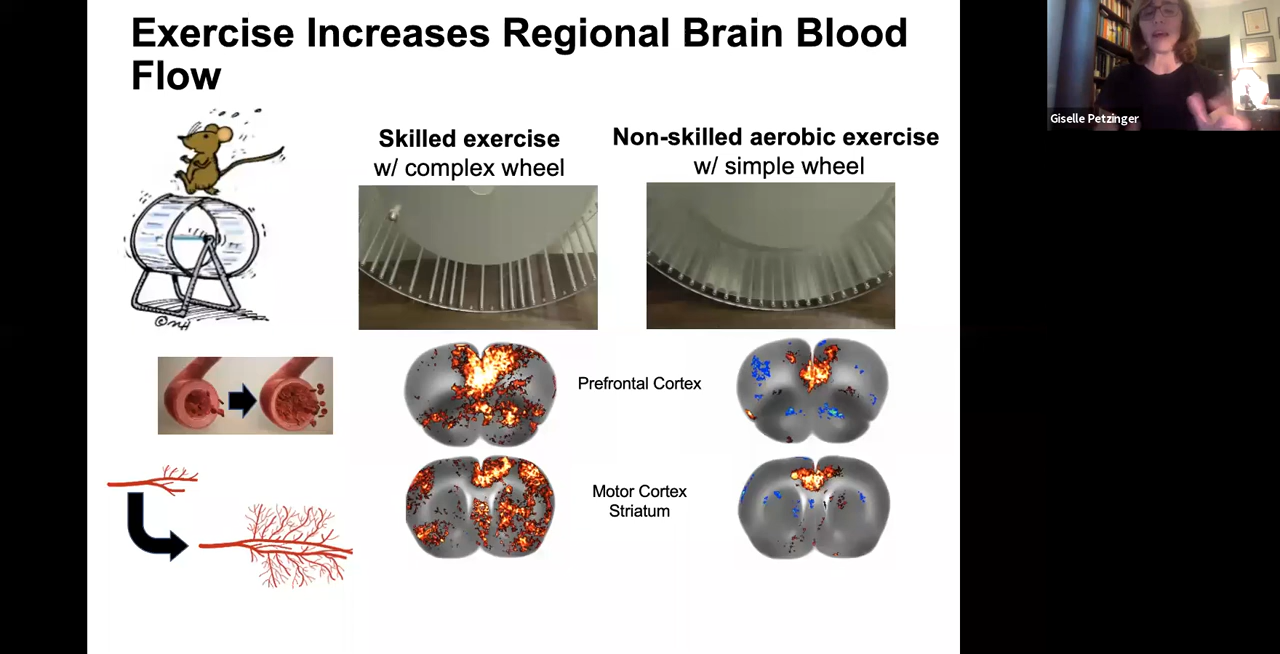 Exercise Increases Regional Brain Blood
Flow
Skilled exercise
w/ complex wheel
Non-skilled aerobic exercise
w/ simple wheel
Prefrontal Cortex
Motor Cortex
Striatum
Giselle Petzinger